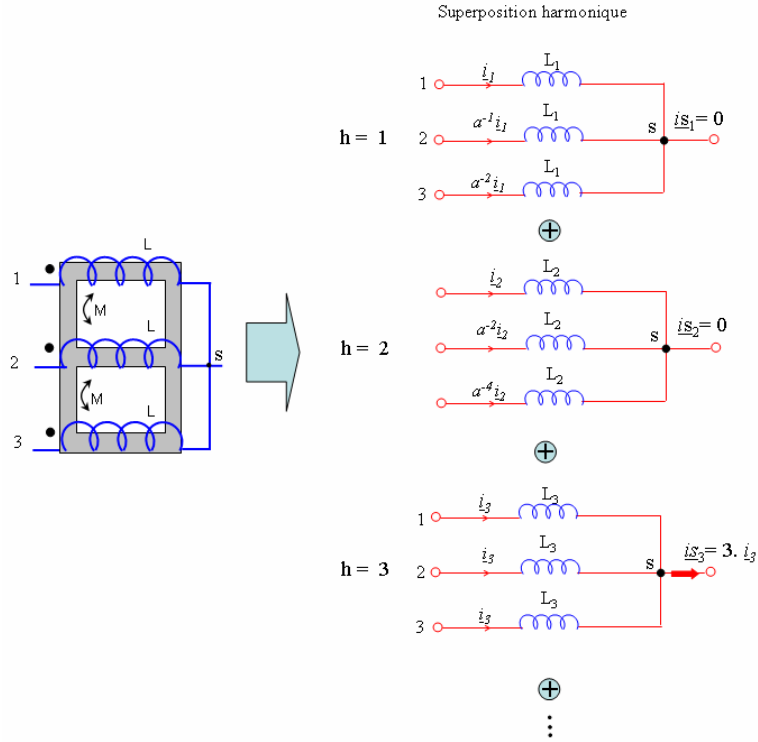 Superposition harmonique
h = 1
1 i₁ L₁
2 a⁻¹i₁ L₁
3 a⁻²i₁ L₁
s is₁= 0
+
1 L
M
2 L s
M
3 L
h = 2
i₂ L₂
a⁻²i₂ L₂
a⁻⁴i₂ L₂
s is₂= 0
+
h = 3
1 i₃ L₃
2 i₃ L₃
3 i₃ L₃
s is₃= 3. i₃
+
⋮